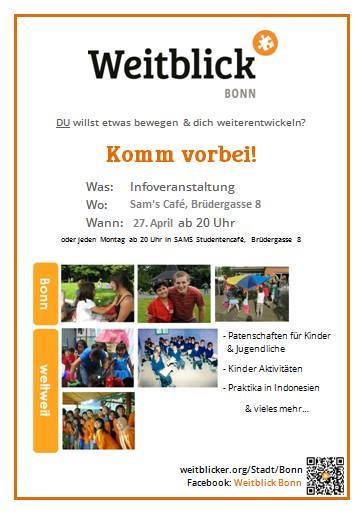 Weitblick
BONN
DU willst etwas bewegen & dich weiterentwickeln?
Komm vorbei!
Was: Infoveranstaltung
Wo: Sam's Café, Brüdergasse 8
Wann: 27. April ab 20 Uhr
oder jeden Montag ab 20 Uhr in SAMS Studentencafé, Brüdergasse 8
Bonn
weltweit
- Patenschaften für Kinder
& Jugendliche
- Kinder Aktivitäten
- Praktika in Indonesien
& vieles mehr...
weitblicker.org/Stadt/Bonn
Facebook: Weitblick Bonn